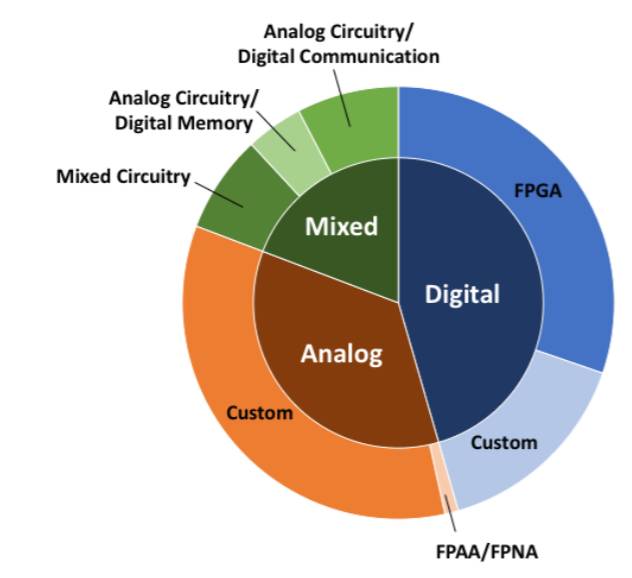 Analog Circuitry/
Digital Communication
Analog Circuitry/
Digital Memory
Mixed Circuitry
FPGA
Mixed
Digital
Analog
Custom
Custom
FPAA/FPNA